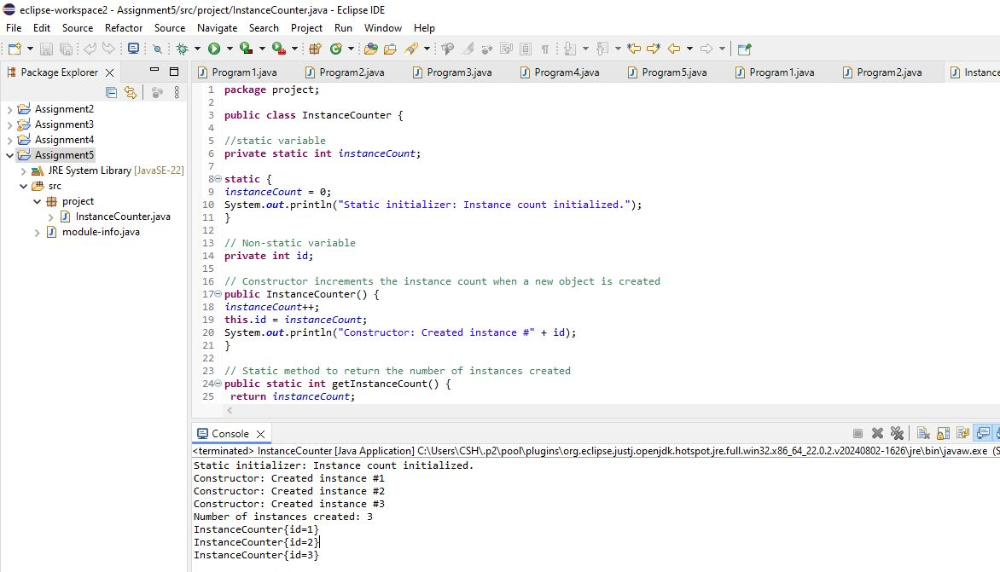 eclipse-workspace2 - Assignment5/src/project/InstanceCounter.java - Eclipse IDE
File Edit Source Refactor Source Navigate Search Project Run Window Help
Package Explorer
Assignment2
Assignment3
Assignment4
Assignment5
JRE System Library [JavaSE-22]
src
project
InstanceCounter.java
module-info.java
Program1.java Program2.java Program3.java Program4.java Program5.java Program1.java Program2.java Instance
1 package project;
2
3 public class InstanceCounter {
4
5 //static variable
6 private static int instanceCount;
7
8 static {
9 instanceCount = 0;
10 System.out.println("Static initializer: Instance count initialized.");
11 }
12
13 // Non-static variable
14 private int id;
15
16 // Constructor increments the instance count when a new object is created
17 public InstanceCounter() {
18 instanceCount++;
19 this.id = instanceCount;
20 System.out.println("Constructor: Created instance #" + id);
21 }
22
23 // Static method to return the number of instances created
24 public static int getInstanceCount() {
25 return instanceCount;
Console
<terminated> InstanceCounter [Java Application] C:\Users\CSH\.p2\pool\plugins\org.eclipse.justj.openjdk.hotspot.jre.full.win32.x86_64_22.0.2.v20240802-1626\jre\bin\javaw.exe (S
Static initializer: Instance count initialized.
Constructor: Created instance #1
Constructor: Created instance #2
Constructor: Created instance #3
Number of instances created: 3
InstanceCounter{id=1}
InstanceCounter{id=2}
InstanceCounter{id=3}